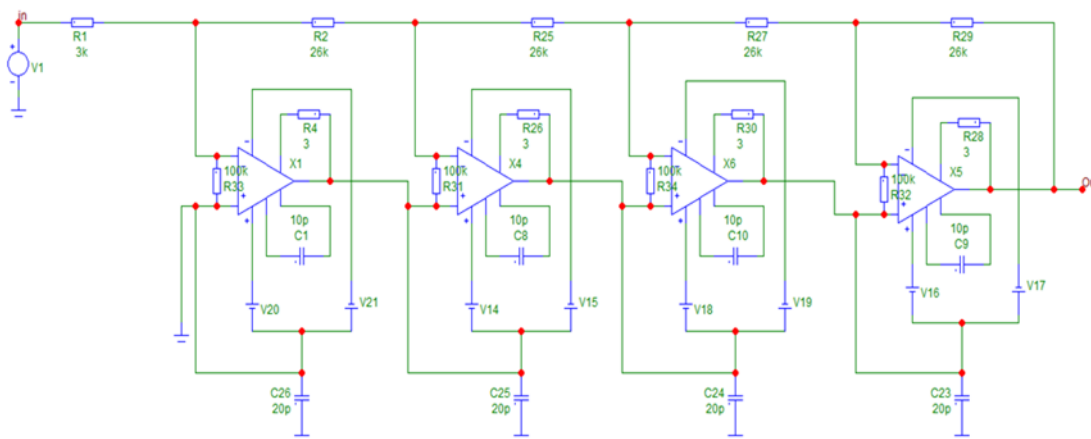 in
R1
3k
R2
26k
R25
26k
R27
26k
R29
26k
V1
R4
3
X1
100k
R33
10p
C1
V20
V21
C26
20p
R26
3
X4
100k
R31
10p
C8
V14
V15
C25
20p
R30
3
X6
100k
R34
10p
C10
V18
V19
C24
20p
R28
3
X5
100k
R32
10p
C9
V16
V17
C23
20p